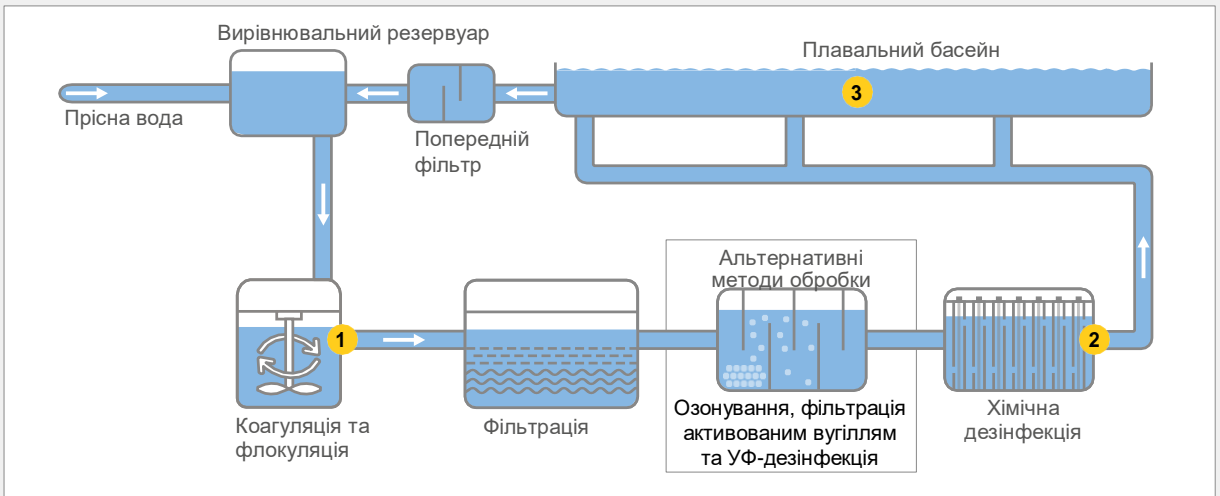 Вирівнювальний резервуар
Плавальний басейн
3
Прісна вода
Попередній
фільтр
Альтернативні
методи обробки
1
2
Коагуляція та
флокуляція
Фільтрація
Озонування, фільтрація
активованим вугіллям
та УФ-дезінфекція
Хімічна
дезінфекція